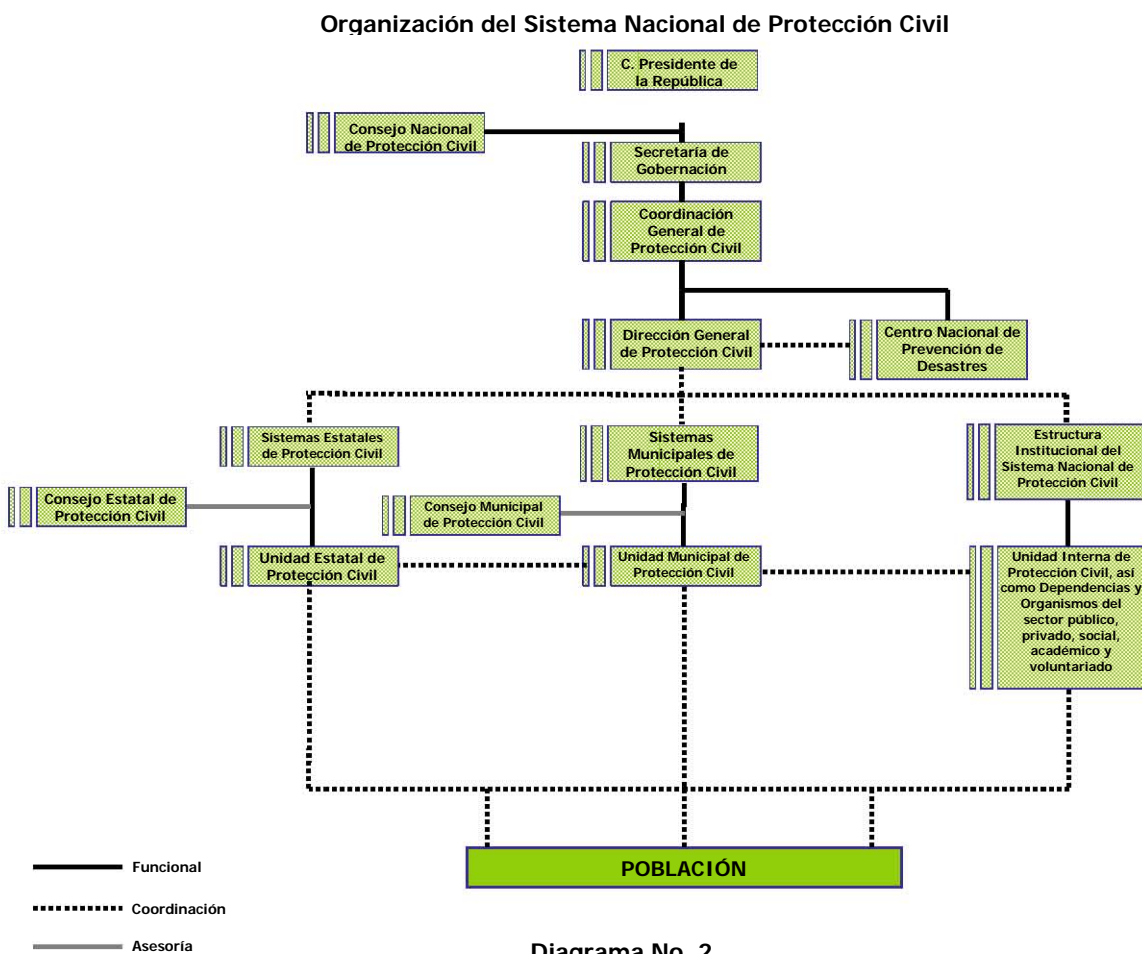 Organización del Sistema Nacional de Protección Civil
C. Presidente de
la República
Consejo Nacional
de Protección Civil
Secretaría de
Gobernación
Coordinación
General de
Protección Civil
Dirección General
de Protección Civil
Centro Nacional de
Prevención de
Desastres
Sistemas Estatales
de Protección Civil
Sistemas
Municipales de
Protección Civil
Estructura
Institucional del
Sistema Nacional de
Protección Civil
Consejo Estatal de
Protección Civil
Consejo Municipal
de Protección Civil
Unidad Estatal de
Protección Civil
Unidad Municipal de
Protección Civil
Unidad Interna de
Protección Civil, así
como Dependencias y
Organismos del
sector público,
privado, social,
académico y
voluntariado
POBLACIÓN
Funcional
Coordinación
Asesoría
Diagrama No. 2